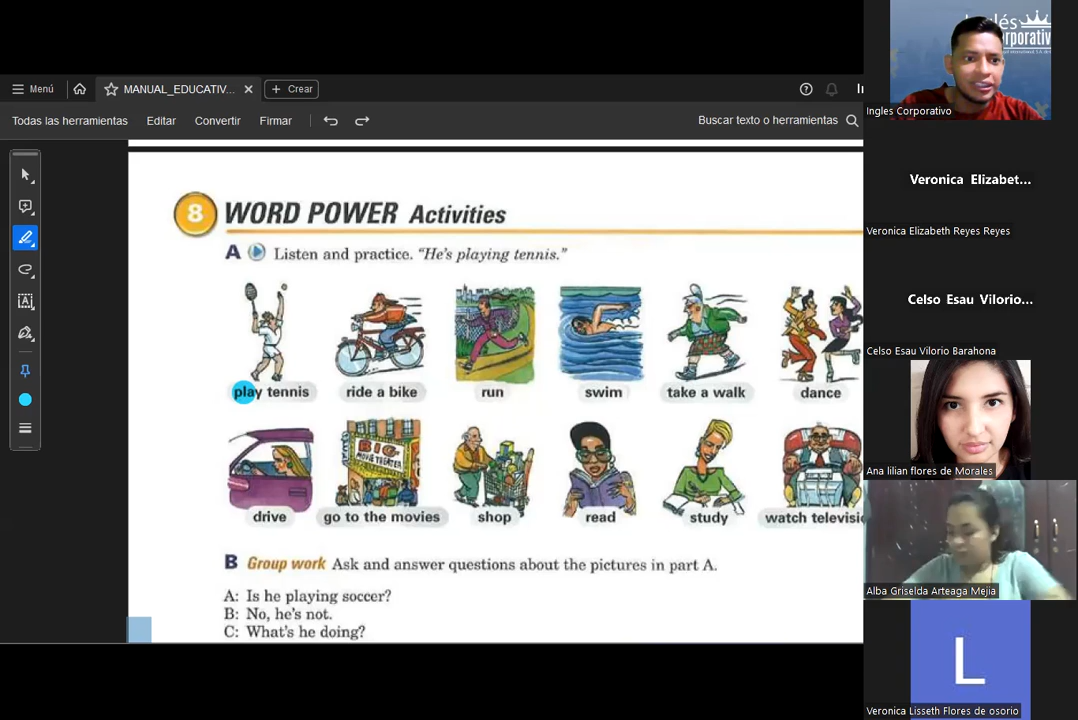 Menú
MANUAL_EDUCATIV...
Crear
Todas las herramientas
Editar
Convertir
Firmar
Buscar texto o herramientas
8 WORD POWER Activities
A Listen and practice. "He's playing tennis."
play tennis
ride a bike
run
swim
take a walk
dance
BIG
MOVIE THEATER
drive
go to the movies
shop
read
study
watch televisi
B Group work Ask and answer questions about the pictures in part A.
A: Is he playing soccer?
B: No, he's not.
C: What's he doing?
Ingles Corporativo
Veronica Elizabet...
Veronica Elizabeth Reyes Reyes
Celso Esau Vilorio...
Celso Esau Vilorio Barahona
Ana lilian flores de Morales
Alba Griselda Arteaga Mejia
L
Veronica Lisseth Flores de osorio